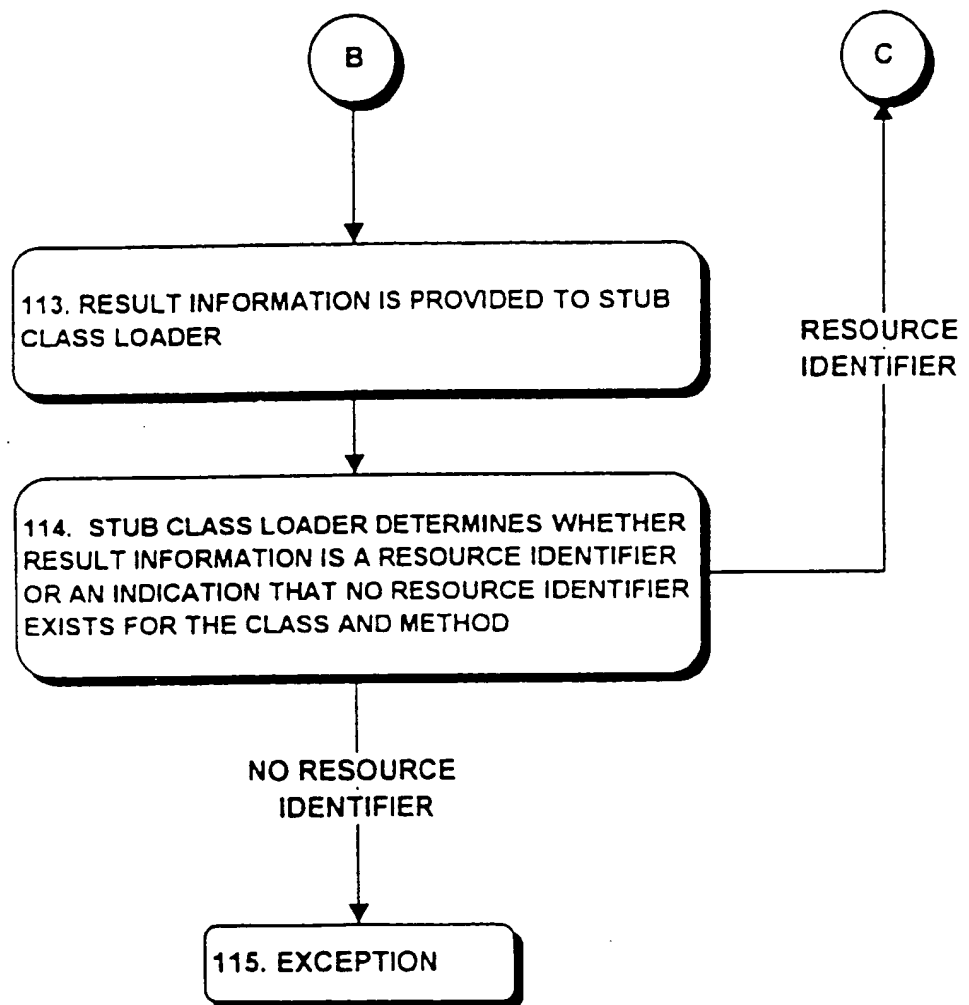 B
C
113. RESULT INFORMATION IS PROVIDED TO STUB
CLASS LOADER
RESOURCE
IDENTIFIER
114. STUB CLASS LOADER DETERMINES WHETHER
RESULT INFORMATION IS A RESOURCE IDENTIFIER
OR AN INDICATION THAT NO RESOURCE IDENTIFIER
EXISTS FOR THE CLASS AND METHOD
NO RESOURCE
IDENTIFIER
115. EXCEPTION